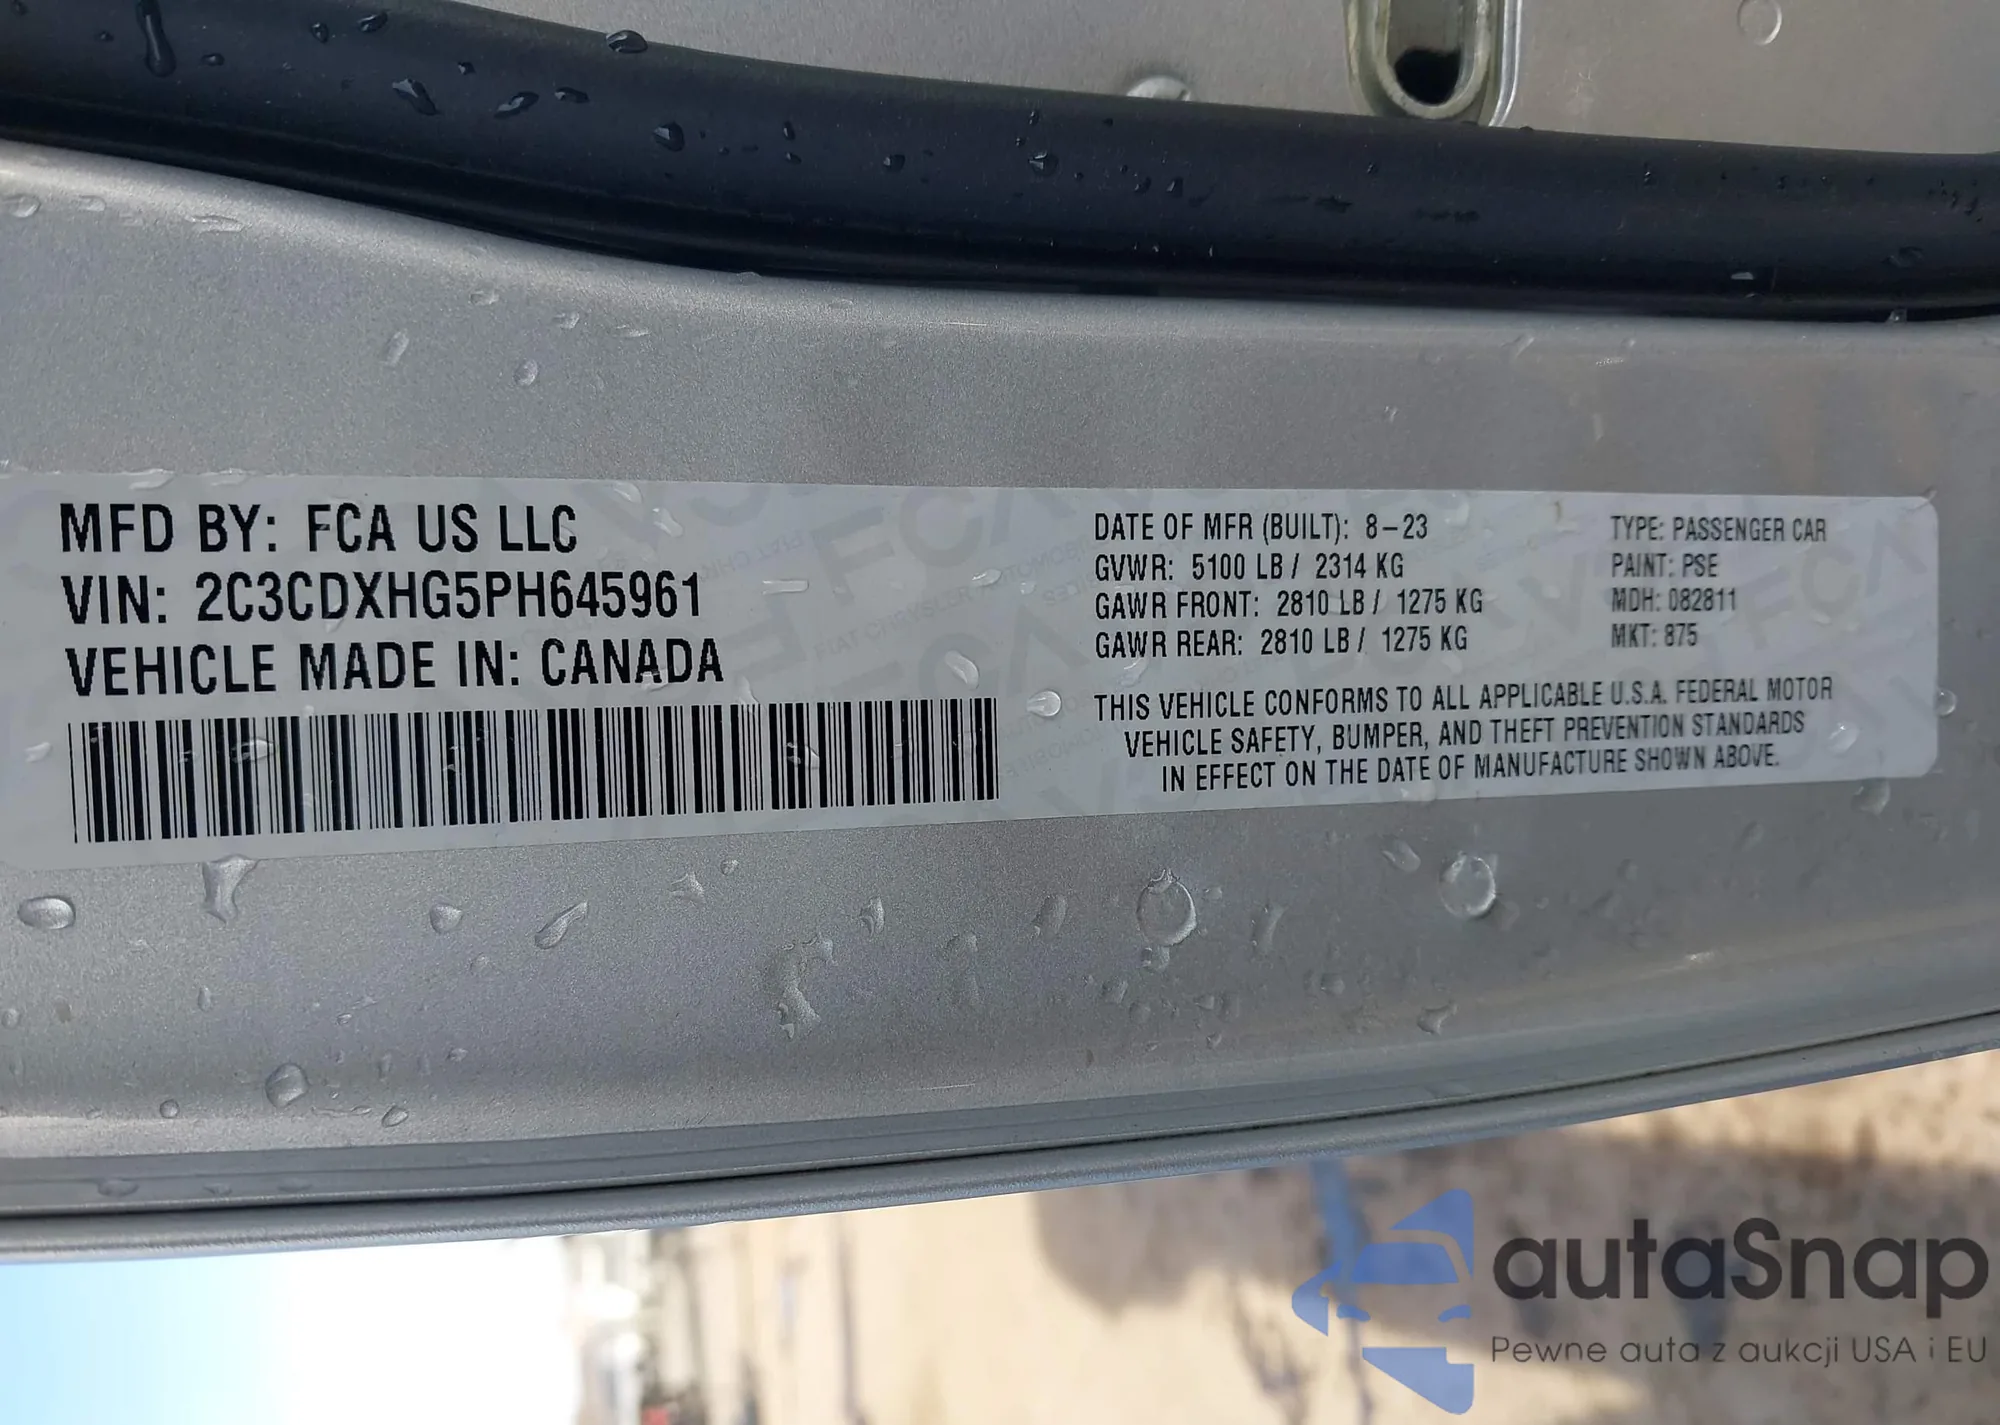 MFD BY: FCA US LLC
VIN: 2C3CDXHG5PH645961
VEHICLE MADE IN: CANADA
DATE OF MFR (BUILT): 8-23
GVWR: 5100 LB / 2314 KG
GAWR FRONT: 2810 LB / 1275 KG
GAWR REAR: 2810 LB / 1275 KG
TYPE: PASSENGER CAR
PAINT: PSE
MDH: 082811
MKT: 875
THIS VEHICLE CONFORMS TO ALL APPLICABLE U.S.A. FEDERAL MOTOR
VEHICLE SAFETY, BUMPER, AND THEFT PREVENTION STANDARDS
IN EFFECT ON THE DATE OF MANUFACTURE SHOWN ABOVE.
autaSnap
Pewne auta z aukcji USA i EU